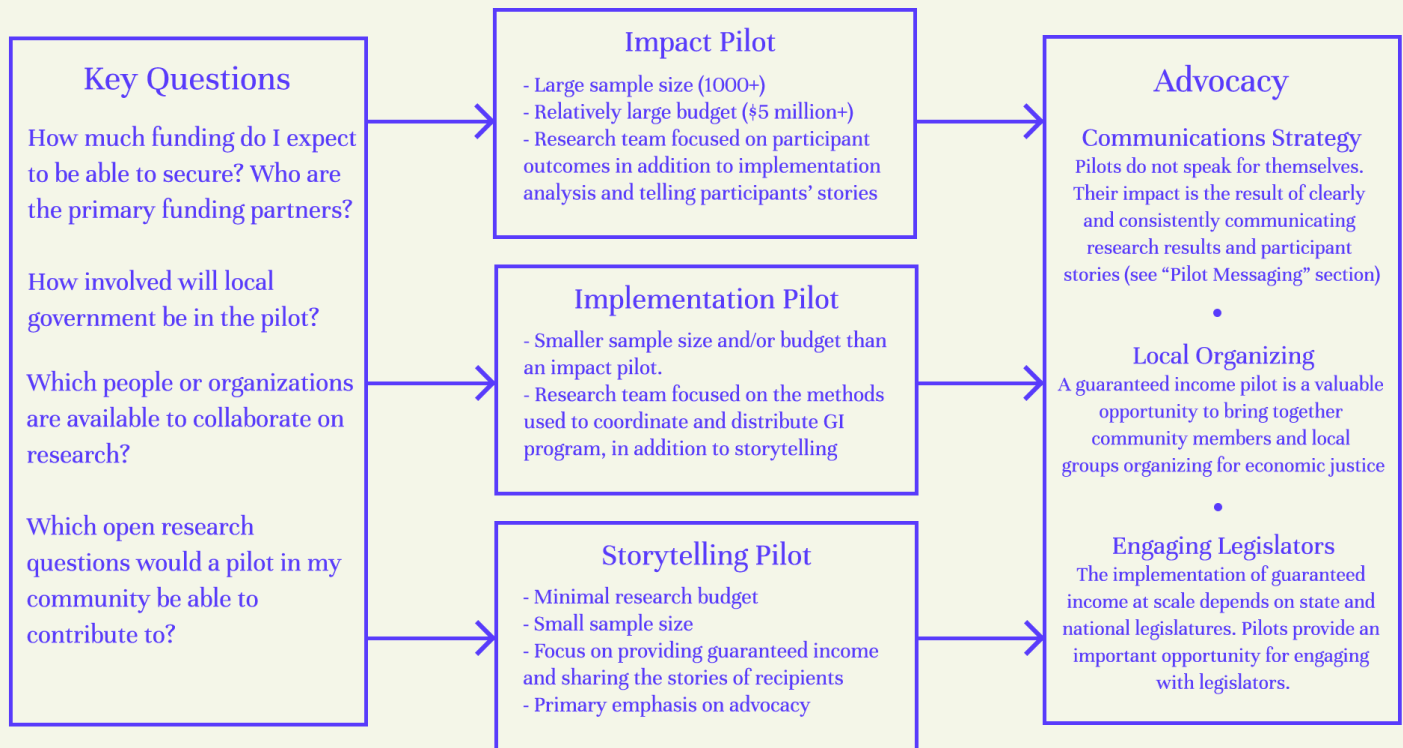 Key Questions
How much funding do I expect
to be able to secure? Who are
the primary funding partners?
How involved will local
government be in the pilot?
Which people or organizations
are available to collaborate on
research?
Which open research
questions would a pilot in my
community be able to
contribute to?
Impact Pilot
- Large sample size (1000+)
- Relatively large budget ($5 million+)
- Research team focused on participant
outcomes in addition to implementation
analysis and telling participants’ stories
Implementation Pilot
- Smaller sample size and/or budget than
an impact pilot.
- Research team focused on the methods
used to coordinate and distribute GI
program, in addition to storytelling
Storytelling Pilot
- Minimal research budget
- Small sample size
- Focus on providing guaranteed income
and sharing the stories of recipients
- Primary emphasis on advocacy
Advocacy
Communications Strategy
Pilots do not speak for themselves.
Their impact is the result of clearly
and consistently communicating
research results and participant
stories (see “Pilot Messaging” section)
•
Local Organizing
A guaranteed income pilot is a valuable
opportunity to bring together
community members and local
groups organizing for economic justice
•
Engaging Legislators
The implementation of guaranteed
income at scale depends on state and
national legislatures. Pilots provide an
important opportunity for engaging
with legislators.